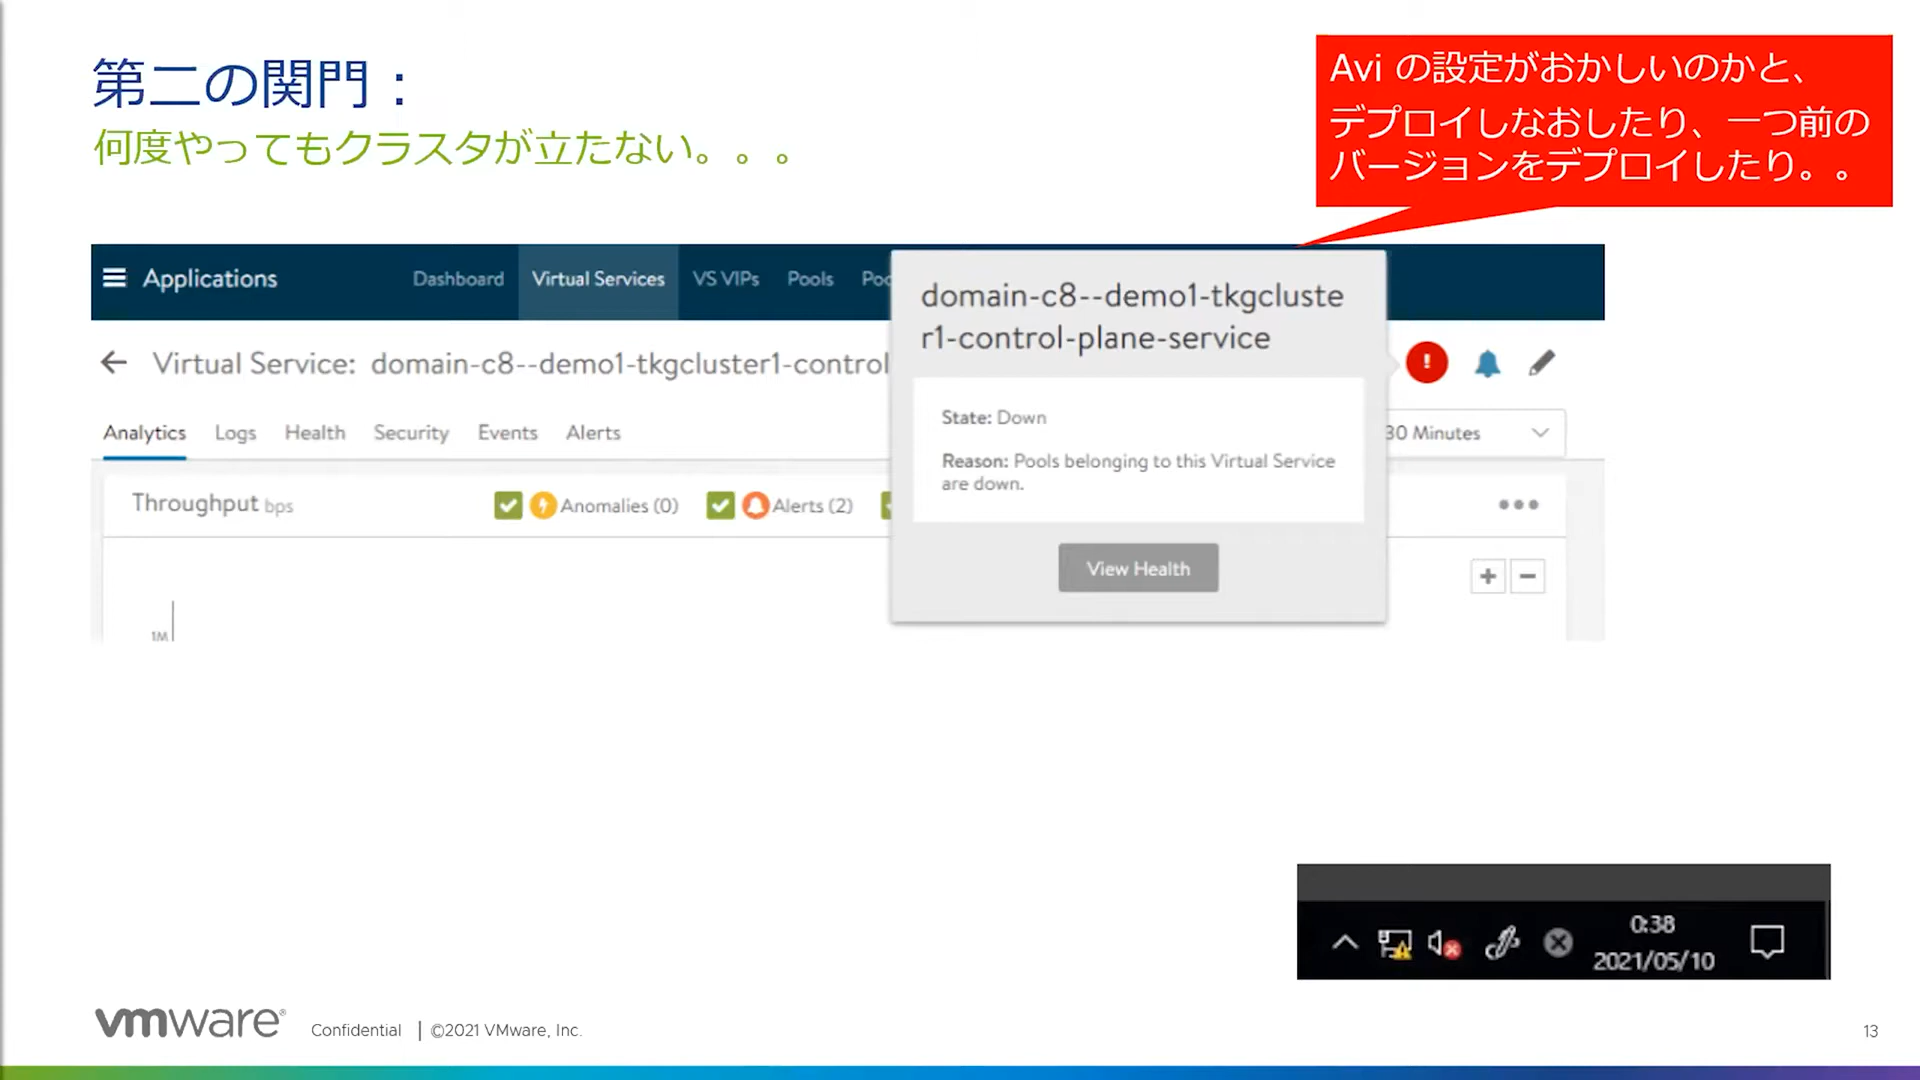 第二の関門：
何度やってもクラスタが立たない。。。
Avi の設定がおかしいのかと、
デプロイしなおしたり、一つ前の
バージョンをデプロイしたり。。
Applications
Dashboard
Virtual Services
VS VIPs
Pools
domain-c8--demo1-tkgcluste
r1-control-plane-service
Virtual Service: domain-c8--demo1-tkgcluster1-control
State: Down
Reason: Pools belonging to this Virtual Service
are down.
View Health
Analytics
Logs
Health
Security
Events
Alerts
30 Minutes
Throughput bps
Anomalies (0)
Alerts (2)
1M
0:38
2021/05/10
vmware®
Confidential | ©2021 VMware, Inc.
13